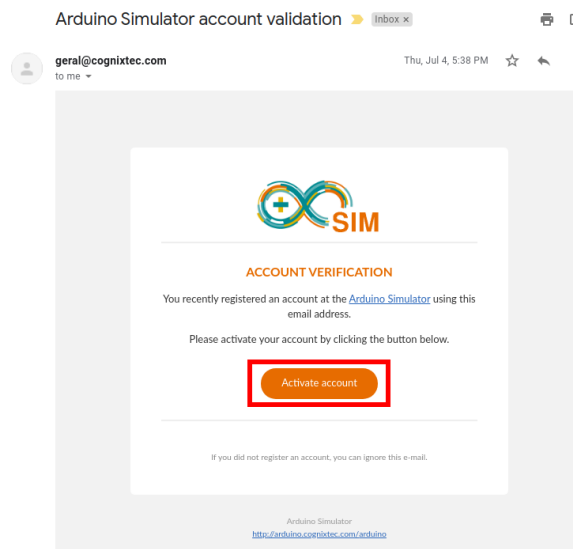 Arduino Simulator account validation
Inbox x
geral@cognixtec.com
Thu, Jul 4, 5:38 PM
to me
SIM
ACCOUNT VERIFICATION
You recently registered an account at the Arduino Simulator using this
email address.
Please activate your account by clicking the button below.
Activate account
If you did not register an account, you can ignore this e-mail.
Arduino Simulator
http://arduino.cognixtec.com/arduino